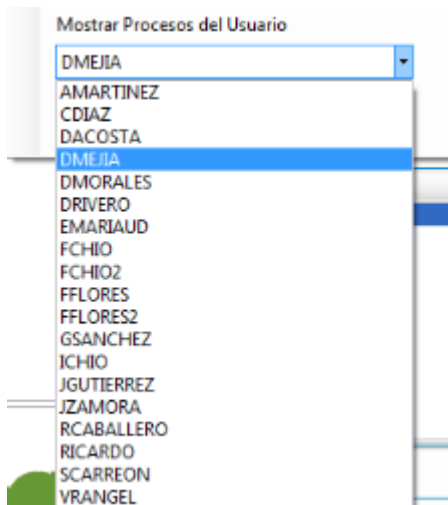 Mostrar Procesos del Usuario
DMEJIA
AMARTINEZ
CDIAZ
DACOSTA
DMEJIA
DMORALES
DRIVERO
EMARIAUD
FCHIO
FCHIO2
FFLORES
FFLORES2
GSANCHEZ
ICHIO
JGUTIERREZ
JZAMORA
RCABALLERO
RICARDO
SCARREON
VRANGEL